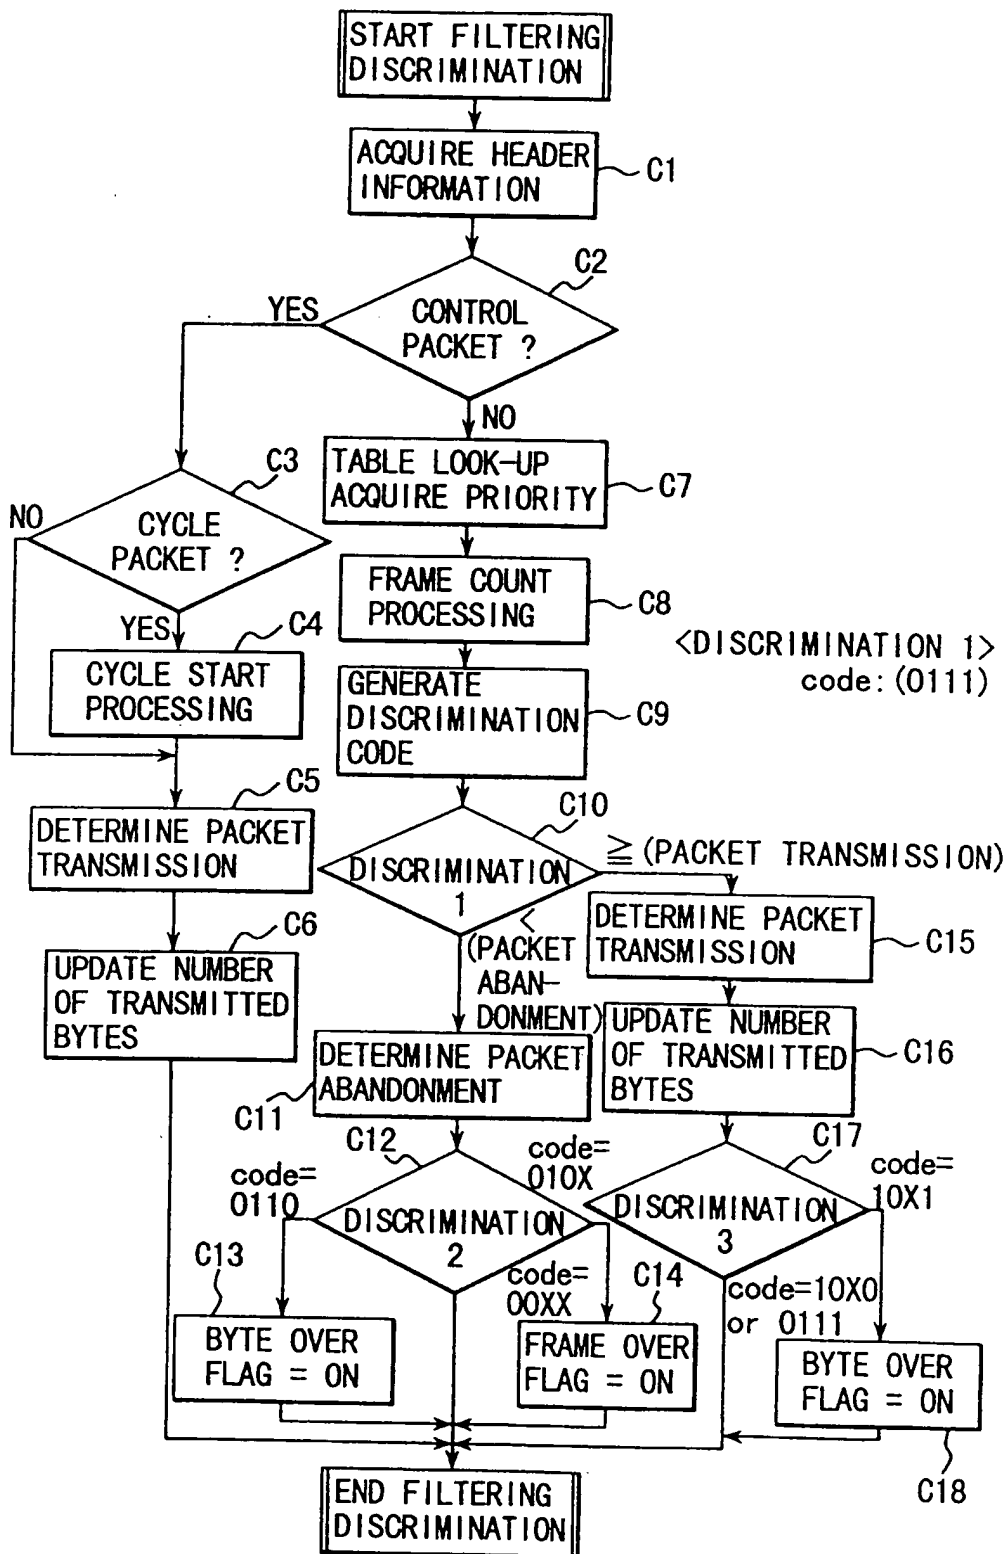 START FILTERING
DISCRIMINATION
ACQUIRE HEADER
INFORMATION
C1
C2
YES
CONTROL
PACKET ?
NO
C3
TABLE LOOK-UP
ACQUIRE PRIORITY
C7
NO
CYCLE
PACKET ?
FRAME COUNT
PROCESSING
C8
YES
C4
<DISCRIMINATION 1>
code:(0111)
CYCLE START
PROCESSING
GENERATE
DISCRIMINATION
CODE
C9
C5
C10
DETERMINE PACKET
TRANSMISSION
DISCRIMINATION
1
≧(PACKET TRANSMISSION)
<
(PACKET
ABAN-
DONMENT)
DETERMINE PACKET
TRANSMISSION
C15
C6
UPDATE NUMBER
OF TRANSMITTED
BYTES
UPDATE NUMBER
OF TRANSMITTED
BYTES
C16
DETERMINE PACKET
ABANDONMENT
C11
C12
C17
code=
0110
code=
010X
code=
10X1
DISCRIMINATION
2
DISCRIMINATION
3
C13
code=
00XX
C14
code=10X0
or 0111
BYTE OVER
FLAG = ON
FRAME OVER
FLAG = ON
BYTE OVER
FLAG = ON
C18
END FILTERING
DISCRIMINATION